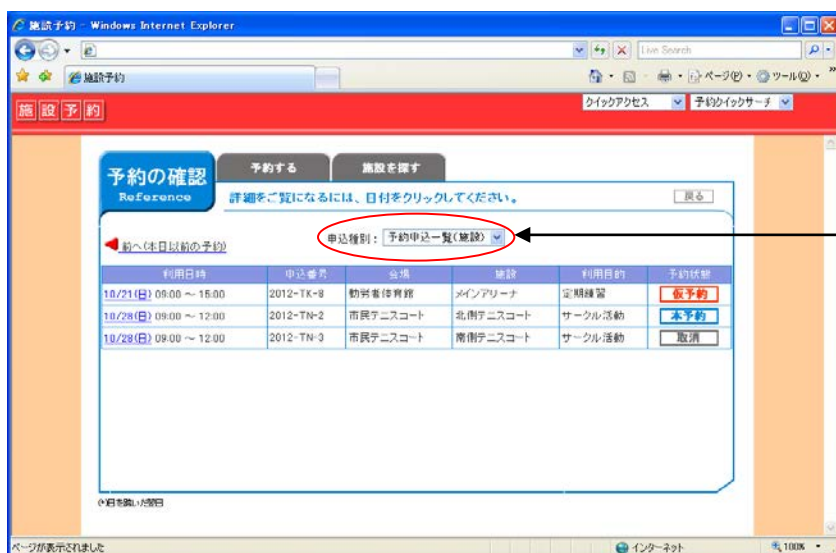 施設予約 - Windows Internet Explorer
Live Search
施設予約
ページ(P) ツール(O)
施設予約
クイックアクセス 予約クイックサーチ
予約の確認 予約する 施設を探す
Reference 詳細をご覧になるには、日付をクリックしてください。 戻る
申込種別: 予約申込一覧(施設)
前へ(本日以前の予約)
利用日時 申込番号 会場 施設 利用目的 予約状態
10/21(日) 09:00 ～ 15:00 2012-TK-8 勤労者体育館 メインアリーナ 定期練習 仮予約
10/28(日) 09:00 ～ 12:00 2012-TN-2 市民テニスコート 北側テニスコート サークル活動 本予約
10/28(日) 09:00 ～ 12:00 2012-TN-3 市民テニスコート 南側テニスコート サークル活動 取消
ページが表示されました インターネット 100%